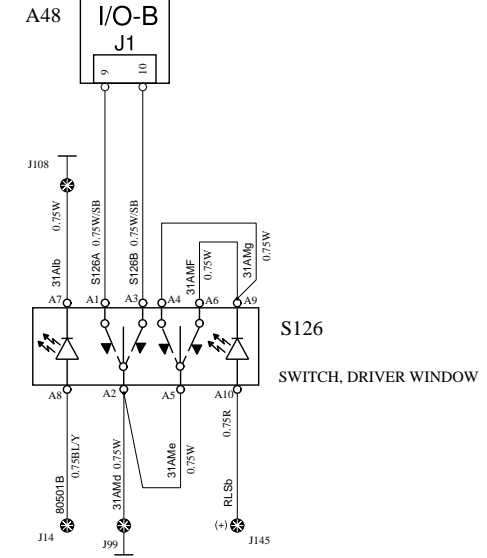 A48
I/O-B
J1
9
10
J108
31Alb
0.75W
S126A 0.75W/SB
S126B 0.75W/SB
31AMF
0.75W
31AMg
0.75W
A7
A1
A3
A4
A6
A9
S126
SWITCH, DRIVER WINDOW
A8
A2
A5
A10
80501B
0.75BL/Y
31AMd 0.75W
31AMe
0.75W
0.75R
RLSb
J14
J99
(+)
J145